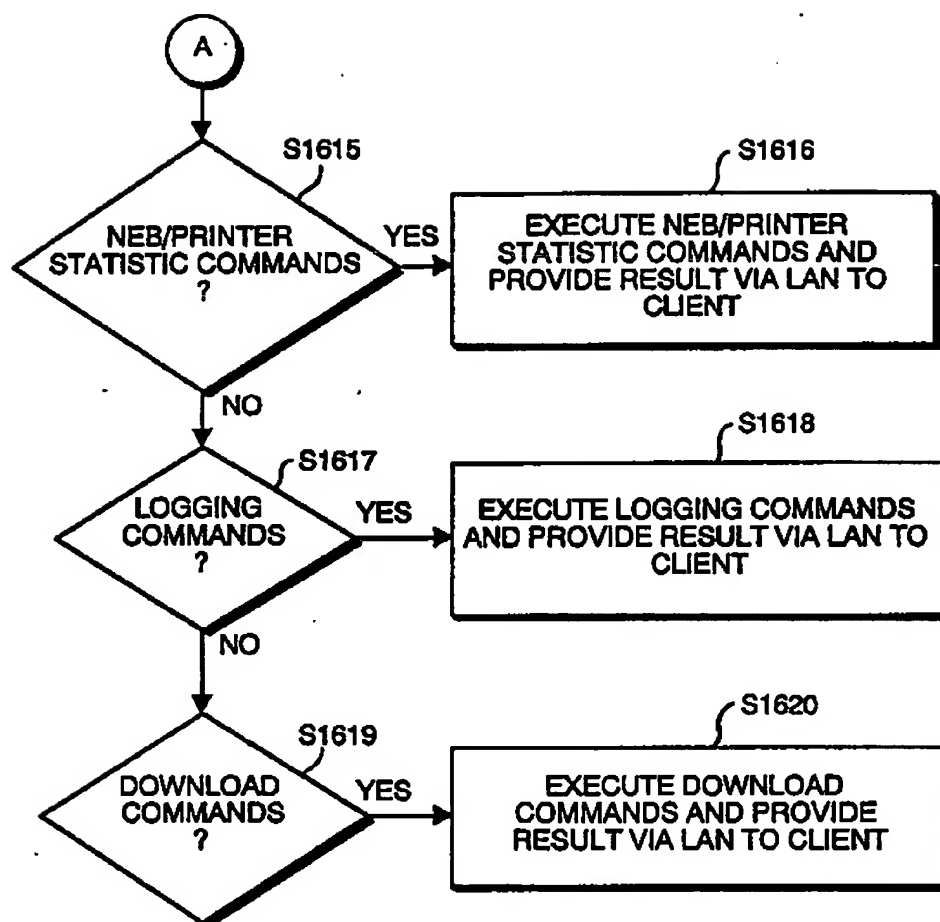 A
S1615
NEB/PRINTER
STATISTIC COMMANDS
?
YES
S1616
EXECUTE NEB/PRINTER
STATISTIC COMMANDS AND
PROVIDE RESULT VIA LAN TO
CLIENT
NO
S1617
LOGGING
COMMANDS
?
YES
S1618
EXECUTE LOGGING COMMANDS
AND PROVIDE RESULT VIA LAN TO
CLIENT
NO
S1619
DOWNLOAD
COMMANDS
?
YES
S1620
EXECUTE DOWNLOAD
COMMANDS AND PROVIDE
RESULT VIA LAN TO CLIENT